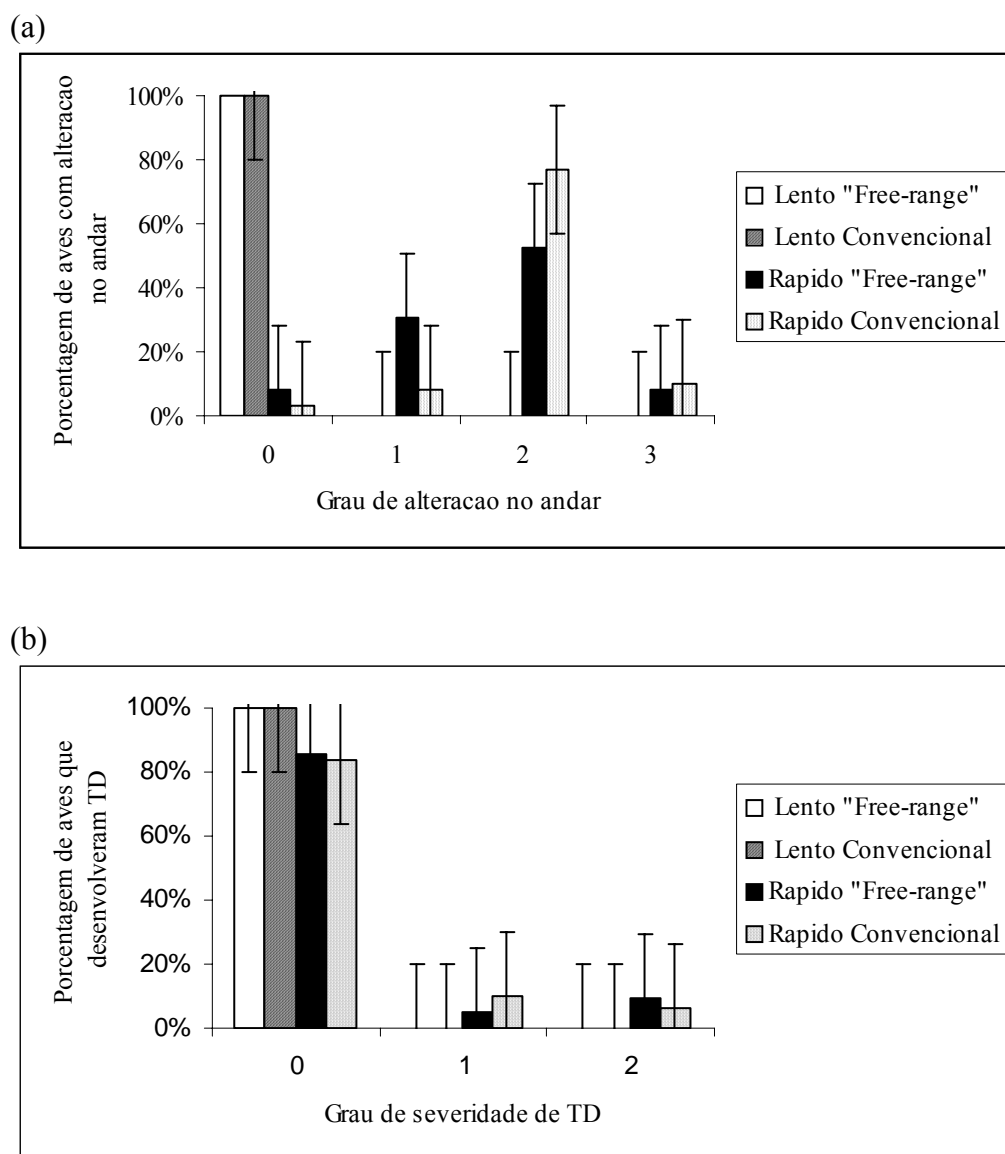 (a)
Porcentagem de aves com alteracao
no andar
100%
80%
60%
40%
20%
0%
0 1 2 3
Grau de alteracao no andar
Lento "Free-range"
Lento Convencional
Rapido "Free-range"
Rapido Convencional
(b)
Porcentagem de aves que
desenvolveram TD
100%
80%
60%
40%
20%
0%
0 1 2
Grau de severidade de TD
Lento "Free-range"
Lento Convencional
Rapido "Free-range"
Rapido Convencional